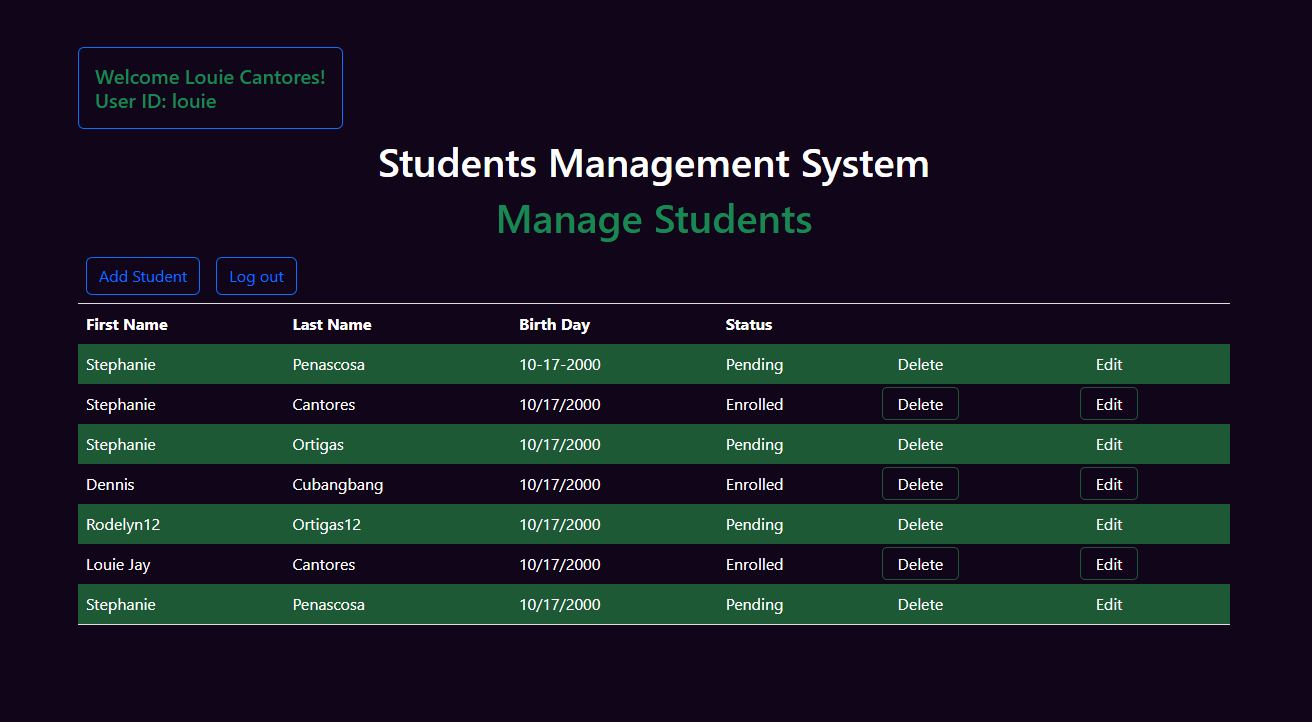 Welcome Louie Cantores!
User ID: louie
Students Management System
Manage Students
Add Student Log out
First Name Last Name Birth Day Status
Stephanie Penascosa 10-17-2000 Pending Delete Edit
Stephanie Cantores 10/17/2000 Enrolled Delete Edit
Stephanie Ortigas 10/17/2000 Pending Delete Edit
Dennis Cubangbang 10/17/2000 Enrolled Delete Edit
Rodelyn12 Ortigas12 10/17/2000 Pending Delete Edit
Louie Jay Cantores 10/17/2000 Enrolled Delete Edit
Stephanie Penascosa 10/17/2000 Pending Delete Edit